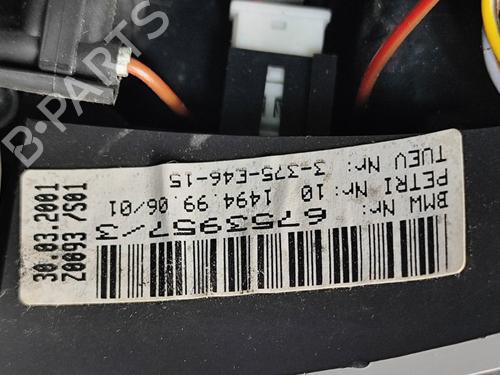 BMW Nr: 6753957/3
PETRI Nr: 10 1494 99 06/01
TUEV Nr: 3-375-E46-15
30.03.2001
Z0093 /S01
B-PARTS